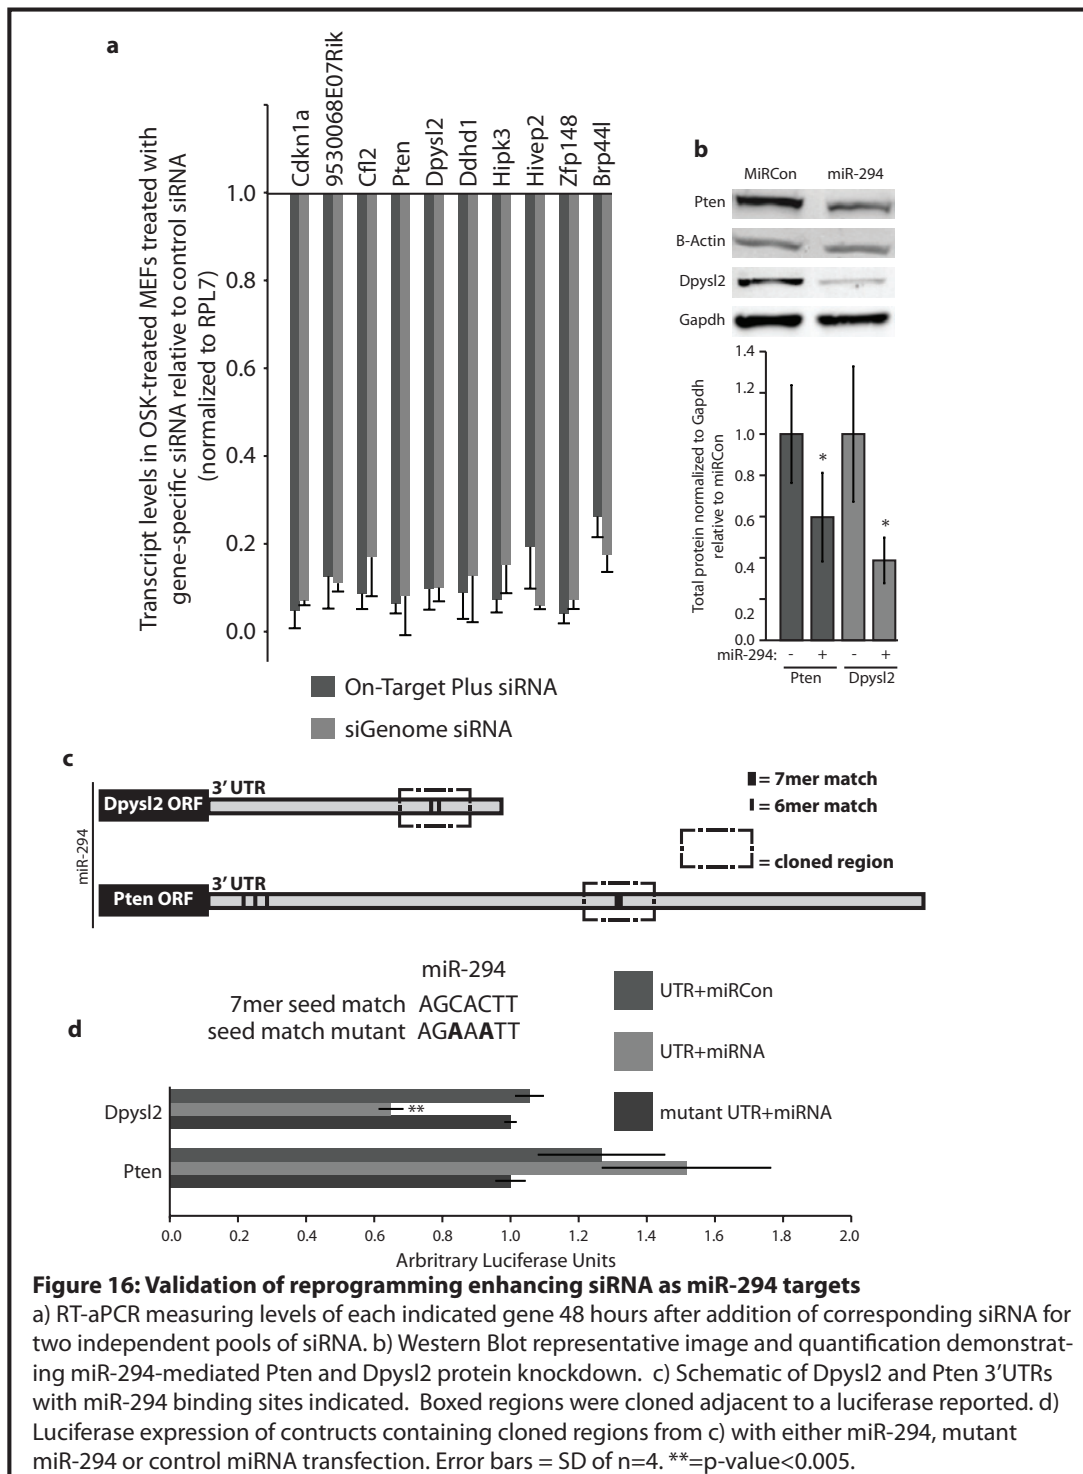 a
Cdkn1a
9530068E07Rik
Cfl2
Pten
Dpysl2
Ddhd1
Hipk3
Hivep2
Zfp148
Brp44l
Transcript levels in OSK-treated MEFs treated with
gene-specific siRNA relative to control siRNA
(normalized to RPL7)
1.0
0.8
0.6
0.4
0.2
0.0
On-Target Plus siRNA
siGenome siRNA
b
MiRCon miR-294
Pten
B-Actin
Dpysl2
Gapdh
Total protein normalized to Gapdh
relative to miRCon
1.4
1.2
1.0
0.8
0.6
0.4
0.2
0.0
*
*
miR-294: - + - +
Pten Dpysl2
c
miR-294
Dpysl2 ORF
3' UTR
Pten ORF
3' UTR
= 7mer match
= 6mer match
= cloned region
miR-294
7mer seed match AGCACTT
seed match mutant AGAAATT
d
UTR+miRCon
UTR+miRNA
mutant UTR+miRNA
Dpysl2
**
Pten
0.0 0.2 0.4 0.6 0.8 1.0 1.2 1.4 1.6 1.8 2.0
Arbritrary Luciferase Units
Figure 16: Validation of reprogramming enhancing siRNA as miR-294 targets
a) RT-aPCR measuring levels of each indicated gene 48 hours after addition of corresponding siRNA for
two independent pools of siRNA. b) Western Blot representative image and quantification demonstrat-
ing miR-294-mediated Pten and Dpysl2 protein knockdown. c) Schematic of Dpysl2 and Pten 3'UTRs
with miR-294 binding sites indicated. Boxed regions were cloned adjacent to a luciferase reported. d)
Luciferase expression of contructs containing cloned regions from c) with either miR-294, mutant
miR-294 or control miRNA transfection. Error bars = SD of n=4. **=p-value<0.005.